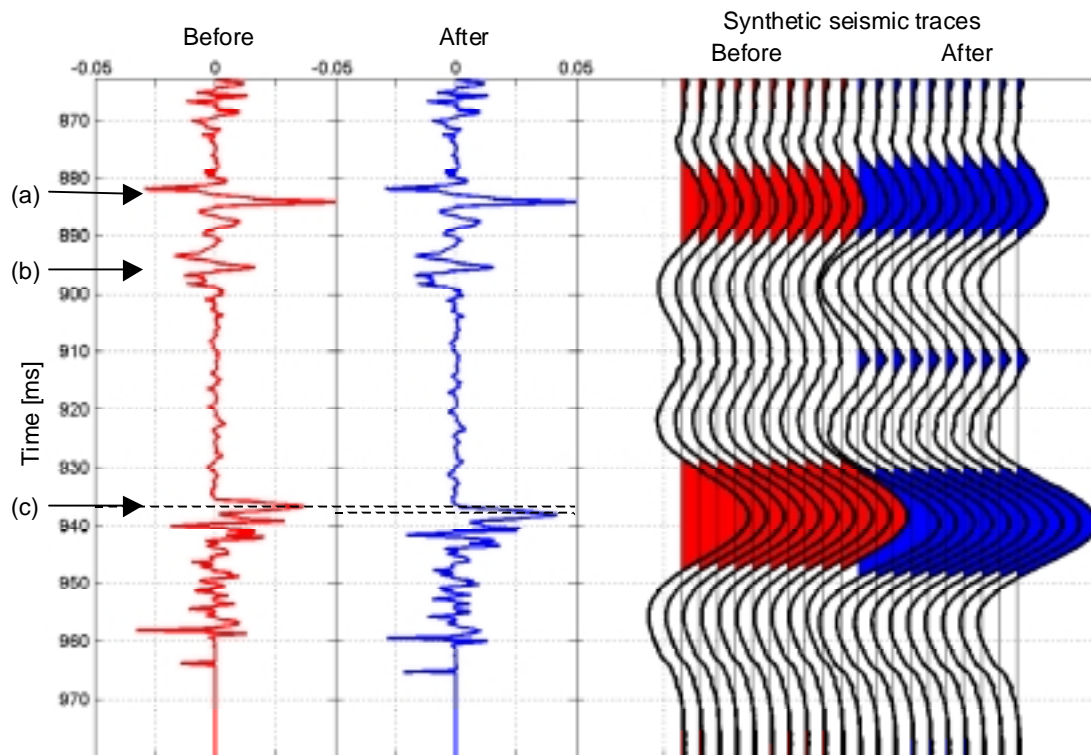 Synthetic seismic traces
Before After Before After
-0.05 0 -0.05 0 0.05
870
(a) 880
890
(b)
900
910
920
Time [ms]
930
(c)
940
950
960
970